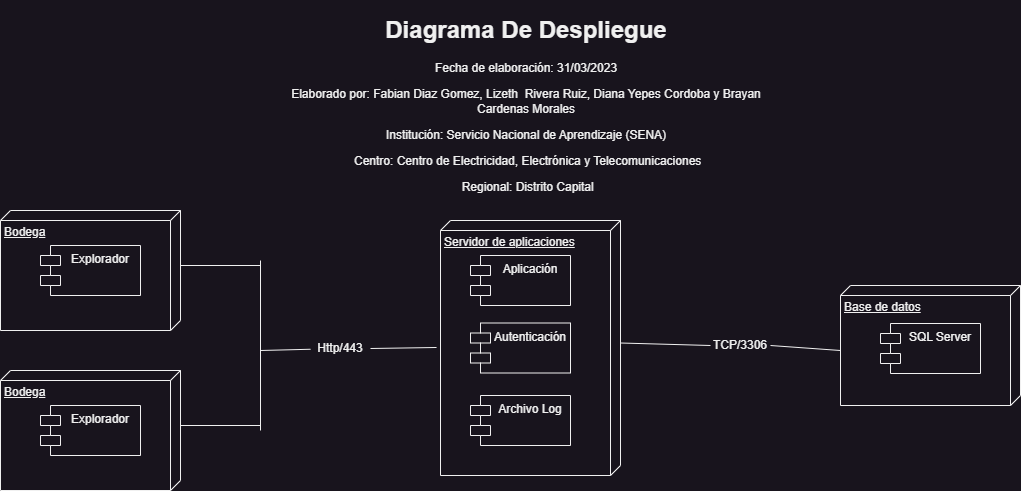 Diagrama De Despliegue
Fecha de elaboración: 31/03/2023
Elaborado por: Fabian Diaz Gomez, Lizeth  Rivera Ruiz, Diana Yepes Cordoba y Brayan
Cardenas Morales
Institución: Servicio Nacional de Aprendizaje (SENA)
Centro: Centro de Electricidad, Electrónica y Telecomunicaciones
Regional: Distrito Capital
Bodega
Explorador
Servidor de aplicaciones
Aplicación
Autenticación
Archivo Log
Http/443
TCP/3306
Base de datos
SQL Server
Bodega
Explorador